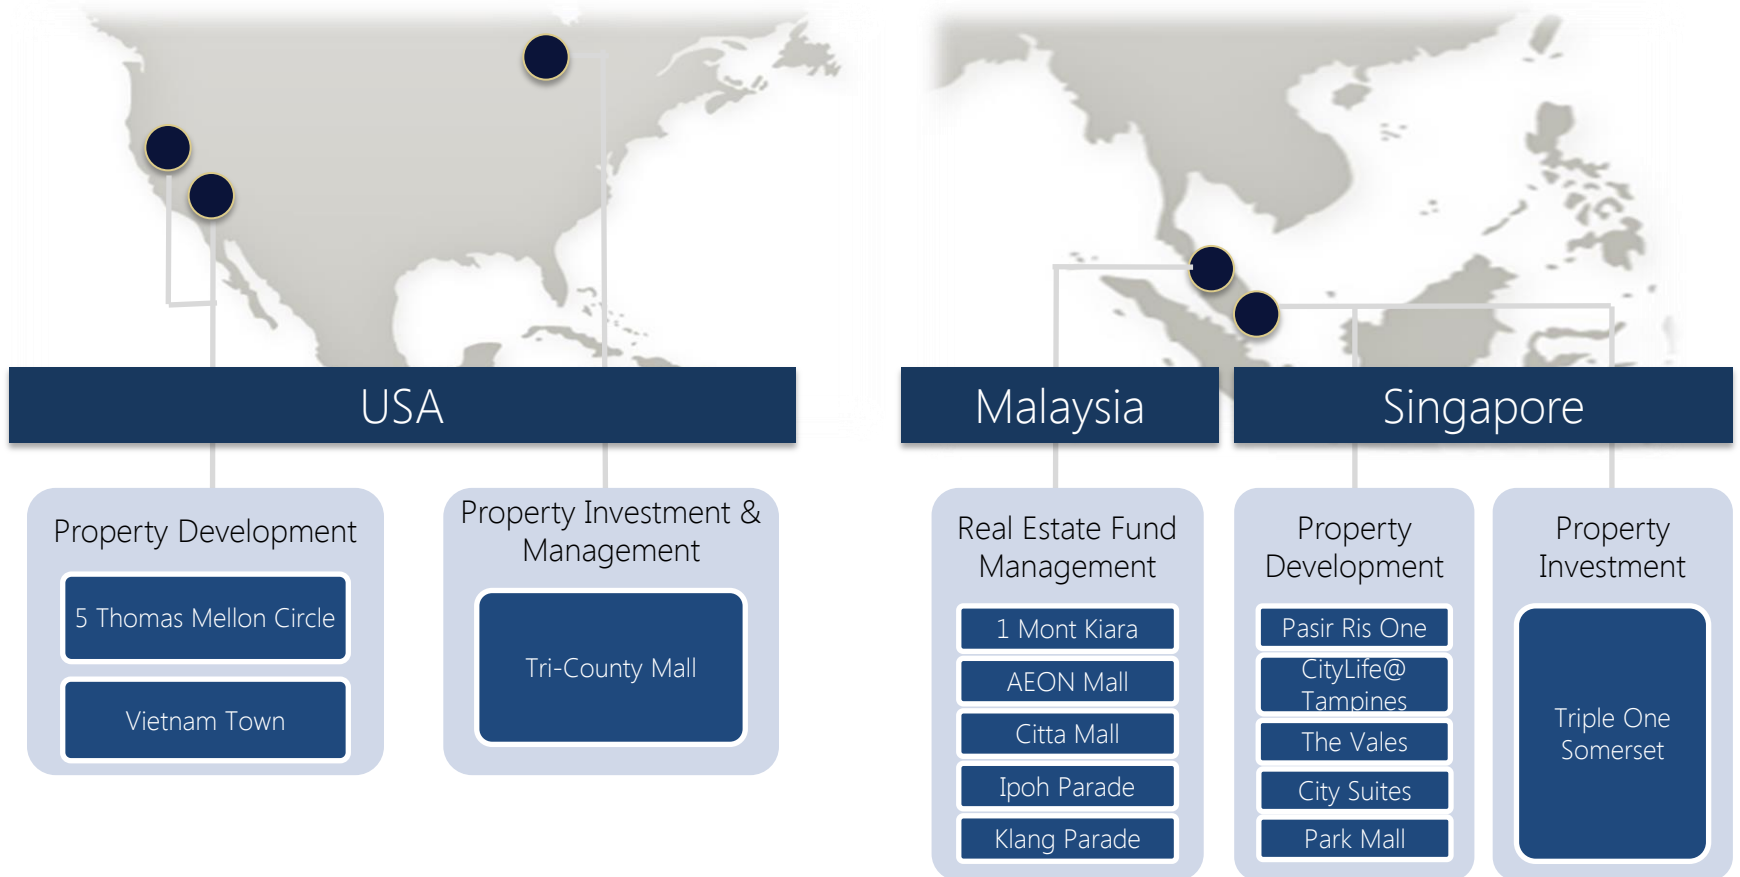 USA
Malaysia
Singapore
Property Development
5 Thomas Mellon Circle
Vietnam Town
Property Investment &
Management
Tri-County Mall
Real Estate Fund
Management
1 Mont Kiara
AEON Mall
Citta Mall
Ipoh Parade
Klang Parade
Property
Development
Pasir Ris One
CityLife@
Tampines
The Vales
City Suites
Park Mall
Property
Investment
Triple One
Somerset